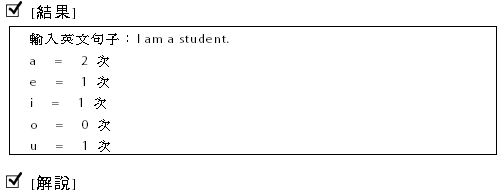 [結果]
輸入英文句子：I am a student.
a = 2 次
e = 1 次
i = 1 次
o = 0 次
u = 1 次
[解說]